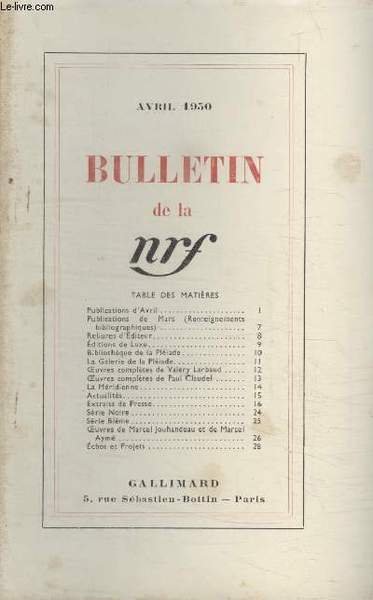 Le-livre.com
AVRIL 1950
BULLETIN
de la
nrf
TABLE DES MATIÈRES
Publications d'Avril ........................ 1
Publications de Mars (Renseignements
bibliographiques) ........................ 7
Reliures d'Éditeur ........................ 8
Éditions de Luxe ........................ 9
Bibliothèque de la Pléiade ........................ 10
La Galerie de la Pléiade ........................ 11
Œuvres complètes de Valery Larbaud ...... 12
Œuvres complètes de Paul Claudel ...... 13
La Méridienne ........................ 14
Actualités ........................ 15
Extraits de Presse ........................ 16
Série Noire ........................ 24
Série Blême ........................ 25
Œuvres de Marcel Jouhandeau et de Marcel
Aymé ........................ 26
Échos et Projets ........................ 28
GALLIMARD
5, rue Sébastien-Bottin — Paris